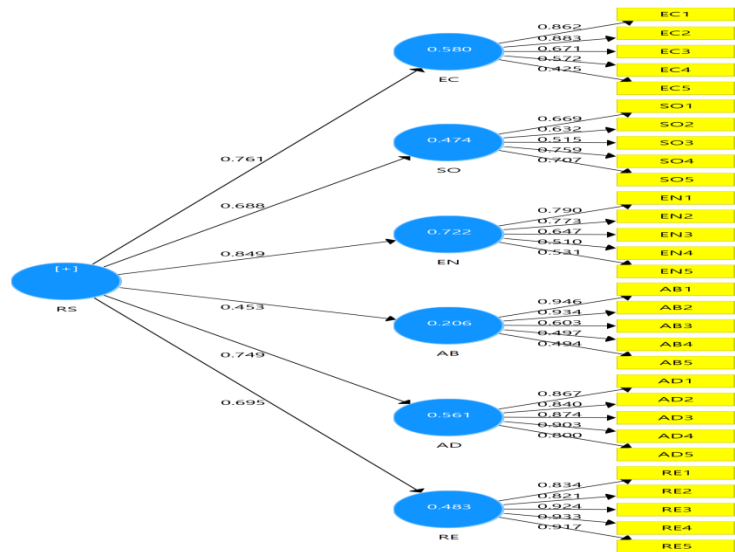 EC1
0.862
EC2
0.883
0.580
0.671
EC3
0.572
EC4
0.425
EC
EC5
SO1
0.669
SO2
0.632
0.474
0.515
SO3
0.759
SO4
0.761
0.707
SO
SO5
EN1
0.688
0.790
EN2
0.773
0.722
0.647
EN3
0.849
0.510
EN4
0.531
EN
EN5
[+]
AB1
0.946
RS
0.453
AB2
0.934
0.206
0.603
AB3
0.497
AB4
0.494
AB
AB5
0.749
AD1
0.867
AD2
0.695
0.840
0.561
0.874
AD3
0.903
AD4
0.800
AD
AD5
RE1
0.834
RE2
0.821
0.483
0.924
RE3
0.933
RE4
0.917
RE
RE5